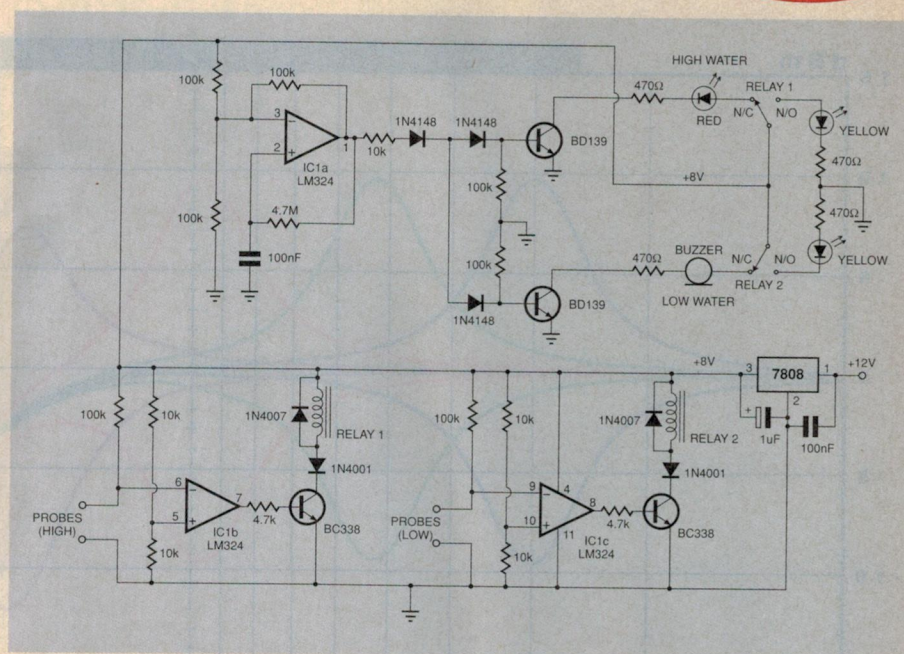 100k
100k
HIGH WATER
470Ω
RELAY 1
N/C
N/O
RED
YELLOW
3
−
2
+
1
IC1a
LM324
10k
1N4148
1N4148
BD139
470Ω
100k
4.7M
100nF
100k
+8V
470Ω
100k
470Ω
BUZZER
N/C
N/O
YELLOW
RELAY 2
LOW WATER
1N4148
BD139
+8V
3
7808
1
+12V
2
+
1uF
100nF
100k
10k
1N4007
RELAY 1
1N4001
100k
10k
1N4007
RELAY 2
1N4001
6
−
5
+
7
4.7k
BC338
IC1b
LM324
PROBES
(HIGH)
10k
9
−
10
+
4
8
11
4.7k
BC338
IC1c
LM324
PROBES
(LOW)
10k